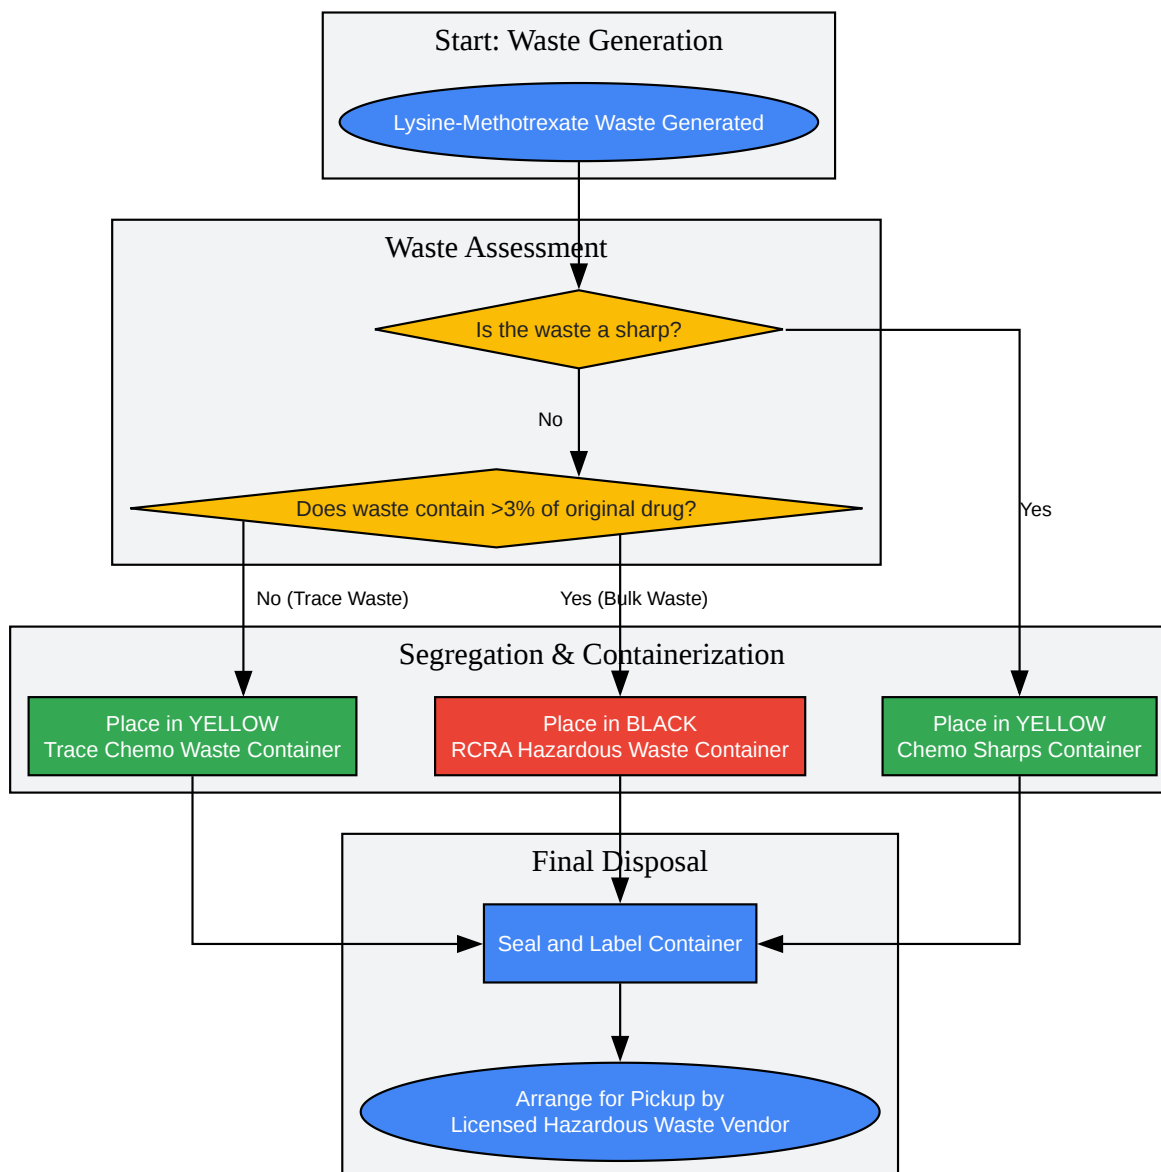 Start: Waste Generation
Lysine-Methotrexate Waste Generated
Waste Assessment
Is the waste a sharp?
No
Does waste contain >3% of original drug?
Yes
No (Trace Waste)
Yes (Bulk Waste)
Segregation & Containerization
Place in YELLOW
Trace Chemo Waste Container
Place in BLACK
RCRA Hazardous Waste Container
Place in YELLOW
Chemo Sharps Container
Final Disposal
Seal and Label Container
Arrange for Pickup by
Licensed Hazardous Waste Vendor